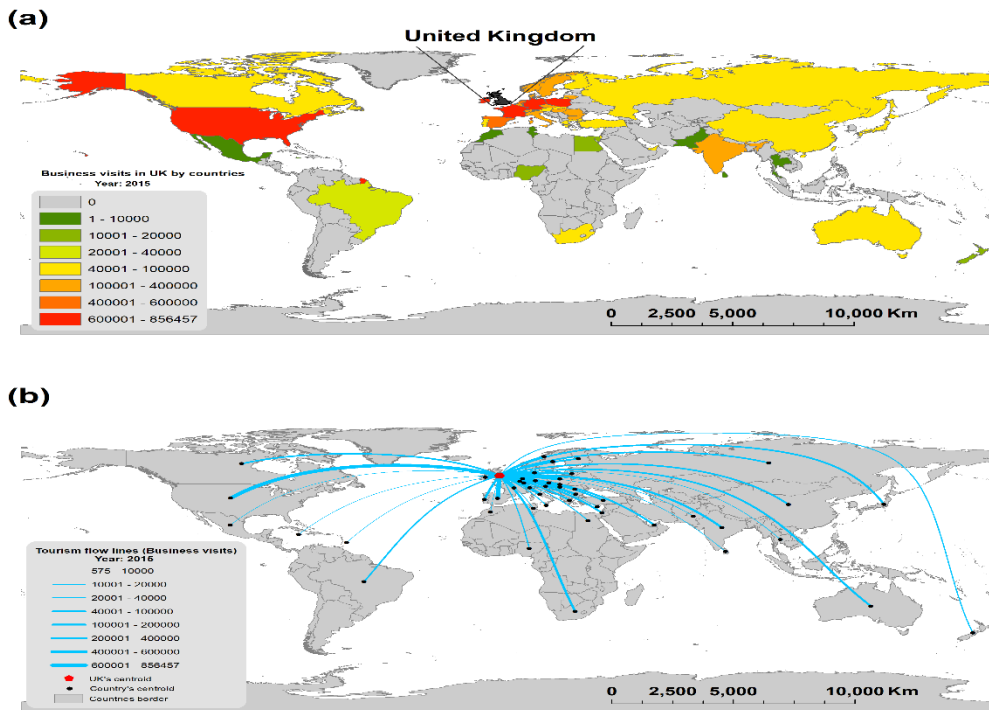 (a)
United Kingdom
Business visits in UK by countries
Year: 2015
0
1 - 10000
10001 - 20000
20001 - 40000
40001 - 100000
100001 - 400000
400001 - 600000
600001 - 856457
0 2,500 5,000 10,000 Km
(b)
Tourism flow lines (Business visits)
Year: 2015
575 10000
10001 - 20000
20001 - 40000
40001 - 100000
100001 - 200000
200001 400000
400001 - 600000
600001 856457
UK's centroid
Country's centroid
Countries border
0 2,500 5,000 10,000 Km